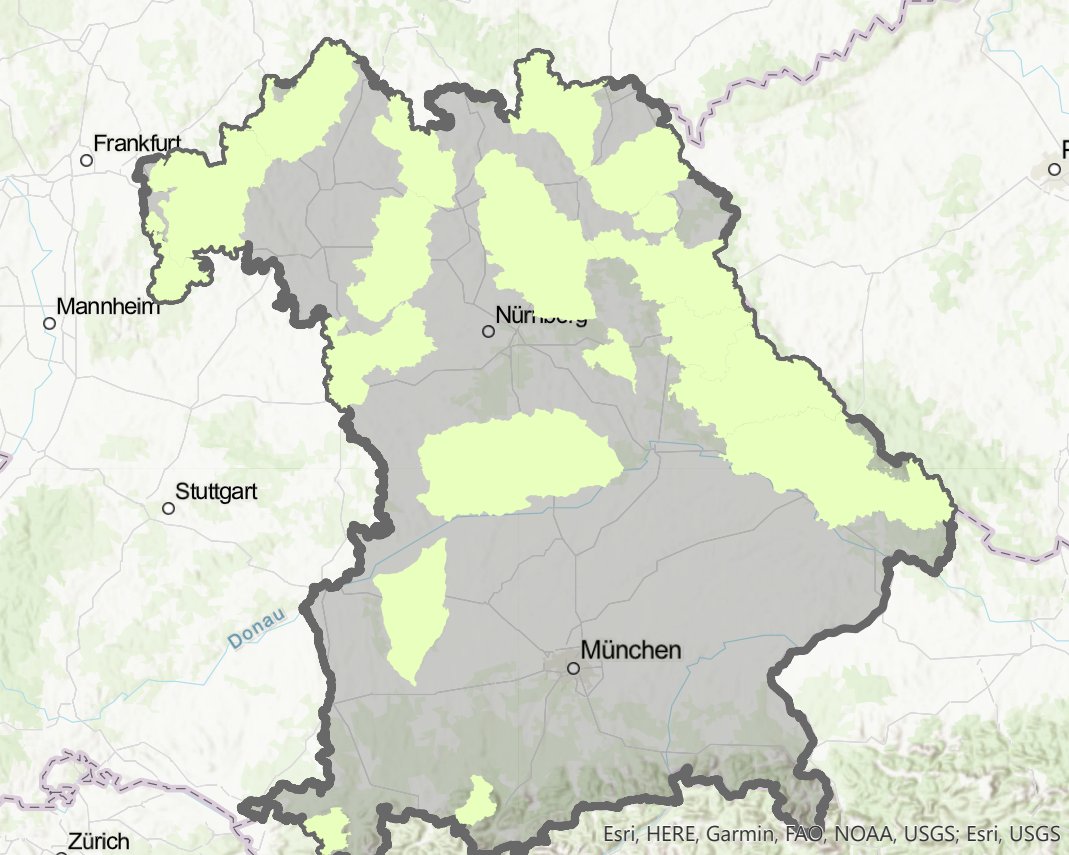 Frankfurt
Mannheim
Nürnberg
Stuttgart
Donau
München
Zürich
Esri, HERE, Garmin, FAO, NOAA, USGS; Esri, USGS